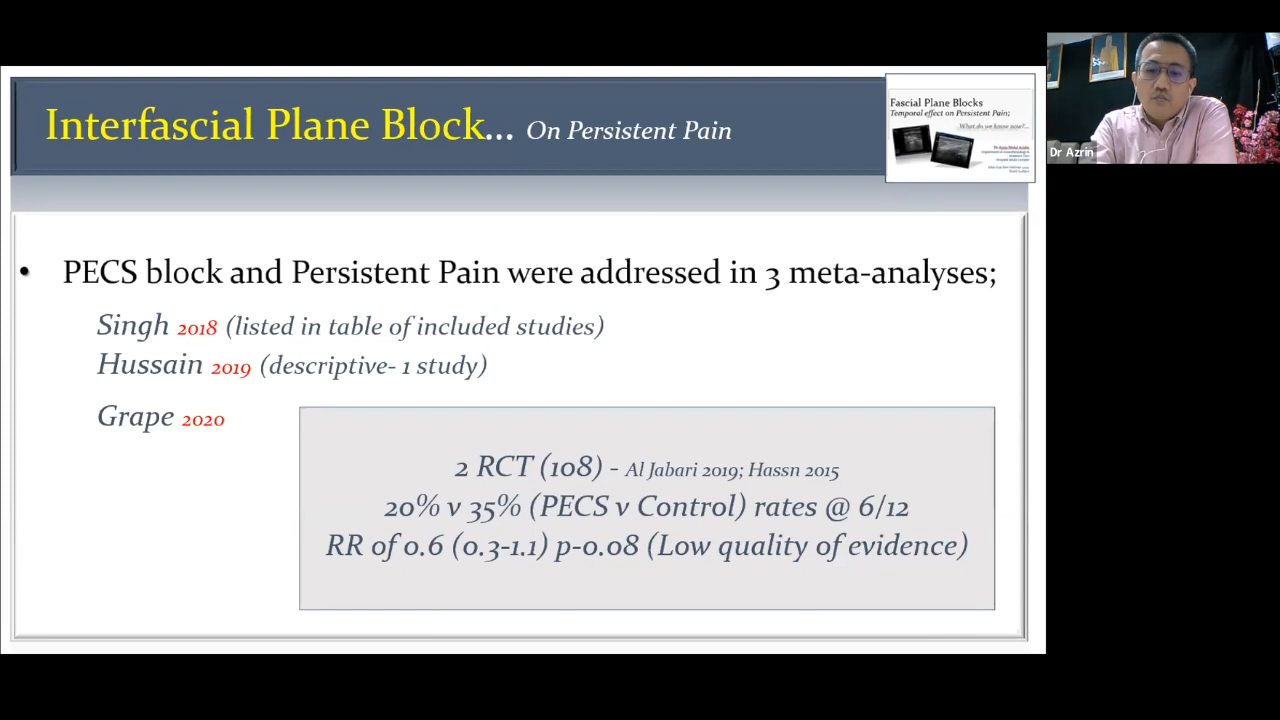 Interfascial Plane Block... On Persistent Pain
Fascial Plane Blocks
Temporal effect on Persistent Pain;
What do we know now?...
Dr Azrin
• PECS block and Persistent Pain were addressed in 3 meta-analyses;
Singh 2018 (listed in table of included studies)
Hussain 2019 (descriptive- 1 study)
Grape 2020
2 RCT (108) - Al Jabari 2019; Hassn 2015
20% v 35% (PECS v Control) rates @ 6/12
RR of 0.6 (0.3-1.1) p-0.08 (Low quality of evidence)